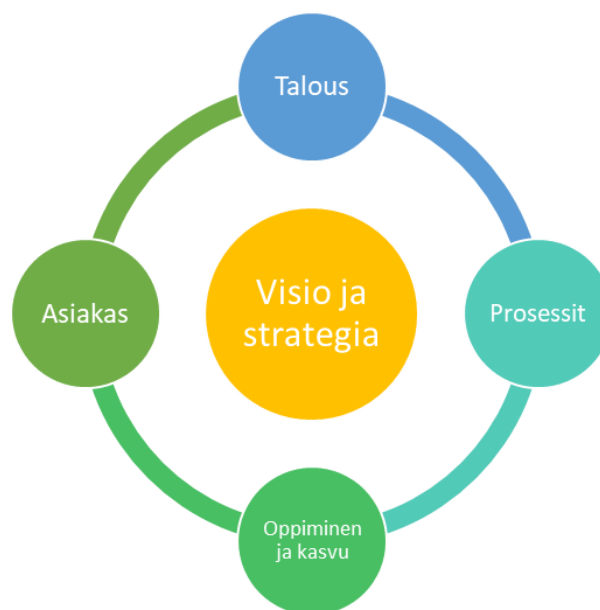 Talous
Asiakas
Visio ja
strategia
Prosessit
Oppiminen
ja kasvu